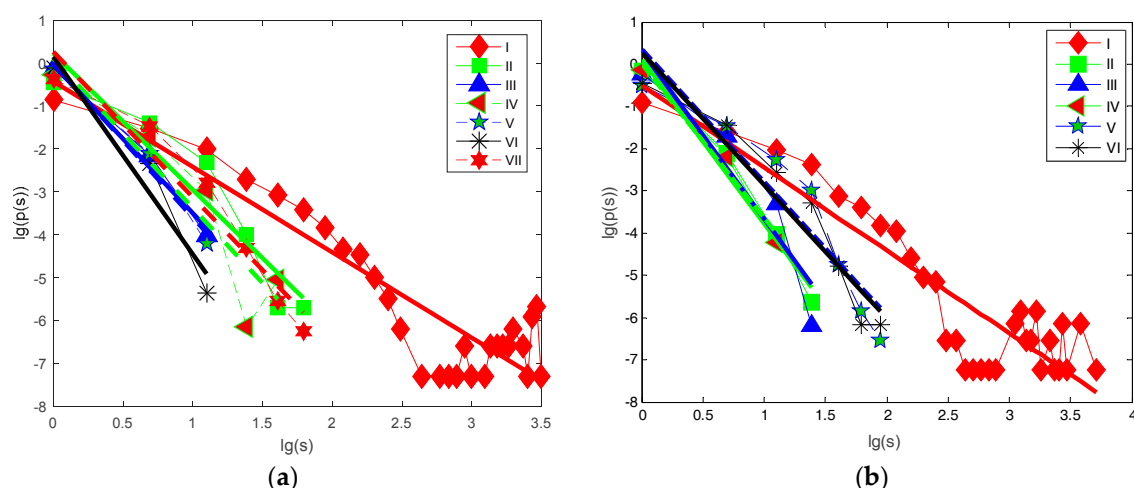 1
0
-1
-2
-3
-4
-5
-6
-7
-8
lg(p(s))
I
II
III
IV
V
VI
VII
0 0.5 1 1.5 2 2.5 3 3.5
lg(s)
(a)
1
0
-1
-2
-3
-4
-5
-6
-7
-8
lg(p(s))
I
II
III
IV
V
VI
0 0.5 1 1.5 2 2.5 3 3.5 4
lg(s)
(b)